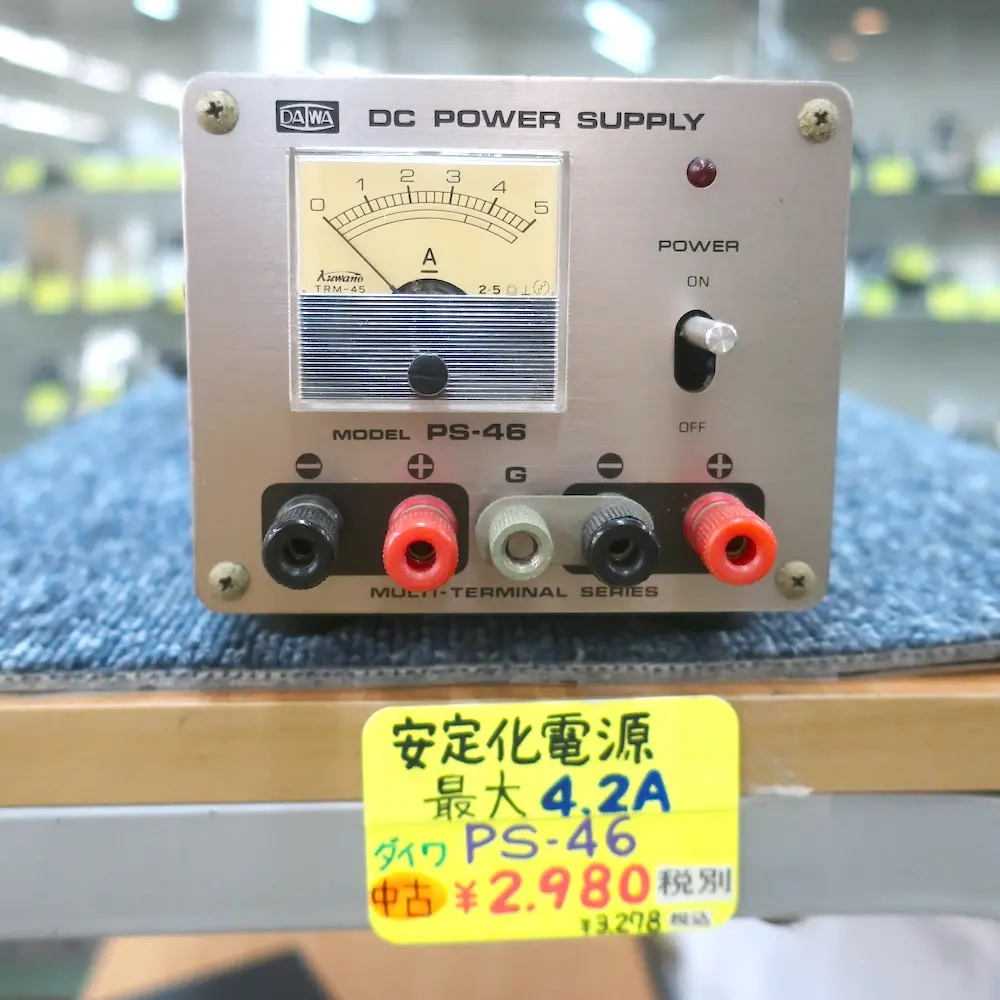 DAIWA DC POWER SUPPLY
0 1 2 3 4 5
A
Kuwano
TRM-45 2.5
POWER
ON
OFF
MODEL PS-46
− + G − +
MULTI-TERMINAL SERIES
安定化電源
最大 4.2A
ダイワ PS-46
中古 ¥2.980 税別
¥3.278 税込